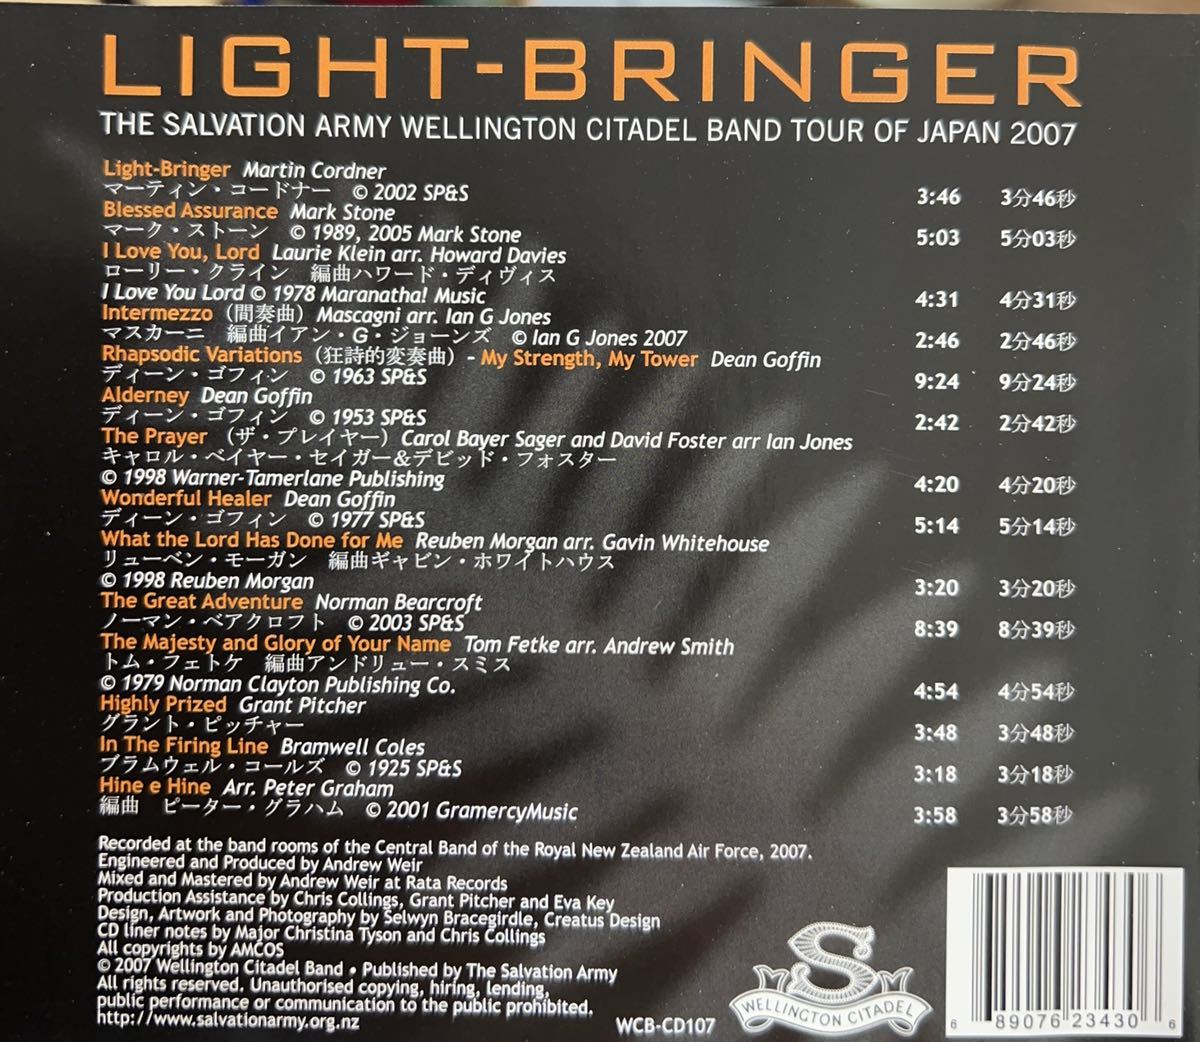 LIGHT-BRINGER
THE SALVATION ARMY WELLINGTON CITADEL BAND TOUR OF JAPAN 2007
Light-Bringer Martin Cordner
マーティン・コードナー © 2002 SP&S 3:46 3分46秒
Blessed Assurance Mark Stone
マーク・ストーン © 1989, 2005 Mark Stone 5:03 5分03秒
I Love You, Lord Laurie Klein arr. Howard Davies
ローリー・クライン 編曲ハワード・ディヴィス
I Love You Lord © 1978 Maranatha! Music 4:31 4分31秒
Intermezzo（間奏曲）Mascagni arr. Ian G Jones
マスカーニ 編曲イアン・G・ジョーンズ © Ian G Jones 2007 2:46 2分46秒
Rhapsodic Variations（狂詩的変奏曲）- My Strength, My Tower Dean Goffin
ディーン・ゴフィン © 1963 SP&S 9:24 9分24秒
Alderney Dean Goffin
ディーン・ゴフィン © 1953 SP&S 2:42 2分42秒
The Prayer（ザ・プレイヤー）Carol Bayer Sager and David Foster arr Ian Jones
キャロル・ベイヤー・セイガー&デビッド・フォスター
© 1998 Warner-Tamerlane Publishing 4:20 4分20秒
Wonderful Healer Dean Goffin
ディーン・ゴフィン © 1977 SP&S 5:14 5分14秒
What the Lord Has Done for Me Reuben Morgan arr. Gavin Whitehouse
リューベン・モーガン 編曲ギャビン・ホワイトハウス
© 1998 Reuben Morgan 3:20 3分20秒
The Great Adventure Norman Bearcroft
ノーマン・ベアクロフト © 2003 SP&S 8:39 8分39秒
The Majesty and Glory of Your Name Tom Fetke arr. Andrew Smith
トム・フェトケ 編曲アンドリュー・スミス
© 1979 Norman Clayton Publishing Co. 4:54 4分54秒
Highly Prized Grant Pitcher
グラント・ピッチャー 3:48 3分48秒
In The Firing Line Bramwell Coles
ブラムウェル・コールズ © 1925 SP&S 3:18 3分18秒
Hine e Hine Arr. Peter Graham
編曲 ピーター・グラハム © 2001 GramercyMusic 3:58 3分58秒
Recorded at the band rooms of the Central Band of the Royal New Zealand Air Force, 2007.
Engineered and Produced by Andrew Weir
Mixed and Mastered by Andrew Weir at Rata Records
Production Assistance by Chris Collings, Grant Pitcher and Eva Key
Design, Artwork and Photography by Selwyn Bracegirdle, Creatus Design
CD liner notes by Major Christina Tyson and Chris Collings
All copyrights by AMCOS
© 2007 Wellington Citadel Band • Published by The Salvation Army
All rights reserved. Unauthorised copying, hiring, lending,
public performance or communication to the public prohibited.
http://www.salvationarmy.org.nz
WCB-CD107
S
WELLINGTON CITADEL
6 89076 23430 6